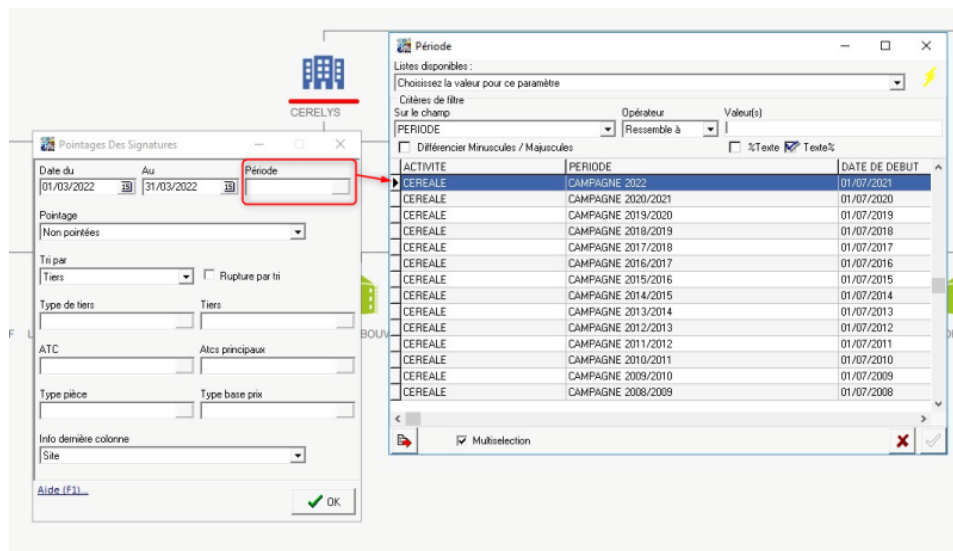 CERELYS
Pointages Des Signatures
Date du Au Période
01/03/2022 15 31/03/2022 15
Pointage
Non pointées
Tri par
Tiers Rupture par tri
Type de tiers Tiers
ATC Atcs principaux
Type pièce Type base prix
Info dernière colonne
Site
Aide (F1)...
OK
BOUV
Période
Listes disponibles :
Choisissez la valeur pour ce paramètre
Critères de filtre
Sur le champ Opérateur Valeur(s)
PERIODE Ressemble à
Différencier Minuscules / Majuscules %Texte Texte%
ACTIVITE PERIODE DATE DE DEBUT
CEREALE CAMPAGNE 2022 01/07/2021
CEREALE CAMPAGNE 2020/2021 01/07/2020
CEREALE CAMPAGNE 2019/2020 01/07/2019
CEREALE CAMPAGNE 2018/2019 01/07/2018
CEREALE CAMPAGNE 2017/2018 01/07/2017
CEREALE CAMPAGNE 2016/2017 01/07/2016
CEREALE CAMPAGNE 2015/2016 01/07/2015
CEREALE CAMPAGNE 2014/2015 01/07/2014
CEREALE CAMPAGNE 2013/2014 01/07/2013
CEREALE CAMPAGNE 2012/2013 01/07/2012
CEREALE CAMPAGNE 2011/2012 01/07/2011
CEREALE CAMPAGNE 2010/2011 01/07/2010
CEREALE CAMPAGNE 2009/2010 01/07/2009
CEREALE CAMPAGNE 2008/2009 01/07/2008
Multiselection